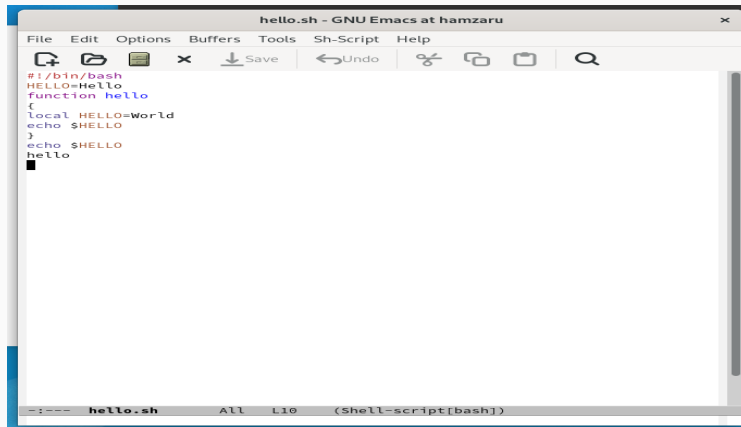 hello.sh - GNU Emacs at hamzaru
File Edit Options Buffers Tools Sh-Script Help
Save Undo
#!/bin/bash
HELLO=Hello
function hello
{
local HELLO=World
echo $HELLO
}
echo $HELLO
hello
-:--- hello.sh All L10 (Shell-script[bash])